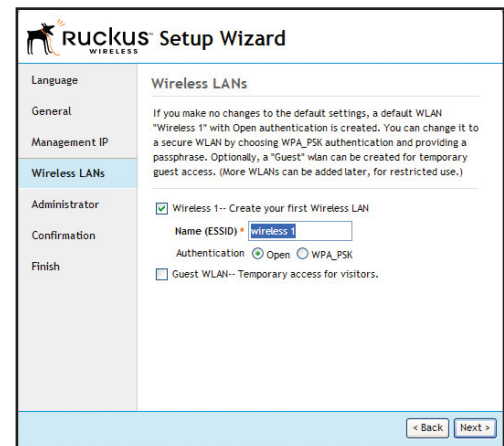 Ruckus Setup Wizard
WIRELESS
Language
General
Management IP
Wireless LANs
Administrator
Confirmation
Finish
Wireless LANs
If you make no changes to the default settings, a default WLAN
"Wireless 1" with Open authentication is created. You can change it to
a secure WLAN by choosing WPA_PSK authentication and providing a
passphrase. Optionally, a "Guest" wlan can be created for temporary
guest access. (More WLANs can be added later, for restricted use.)
Wireless 1-- Create your first Wireless LAN
Name (ESSID) * wireless 1
Authentication Open WPA_PSK
Guest WLAN-- Temporary access for visitors.
< Back Next >